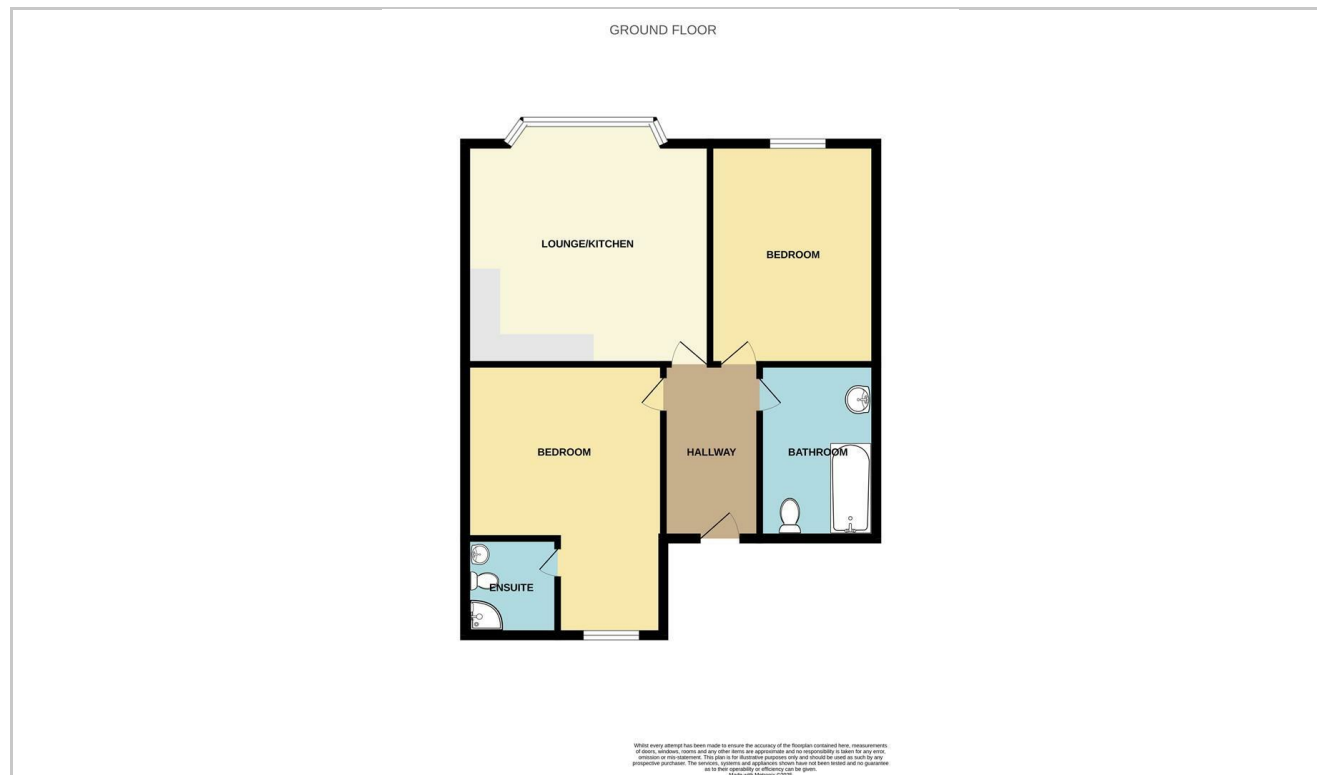 GROUND FLOOR
LOUNGE/KITCHEN
BEDROOM
BEDROOM
HALLWAY
BATHROOM
ENSUITE
Whilst every attempt has been made to ensure the accuracy of the floorplan contained here, measurements
of doors, windows, rooms and any other items are approximate and no responsibility is taken for any error,
omission or mis-statement. This plan is for illustrative purposes only and should be used as such by any
prospective purchaser. The services, systems and appliances shown have not been tested and no guarantee
as to their operability or efficiency can be given.
Made with Metropix ©2025